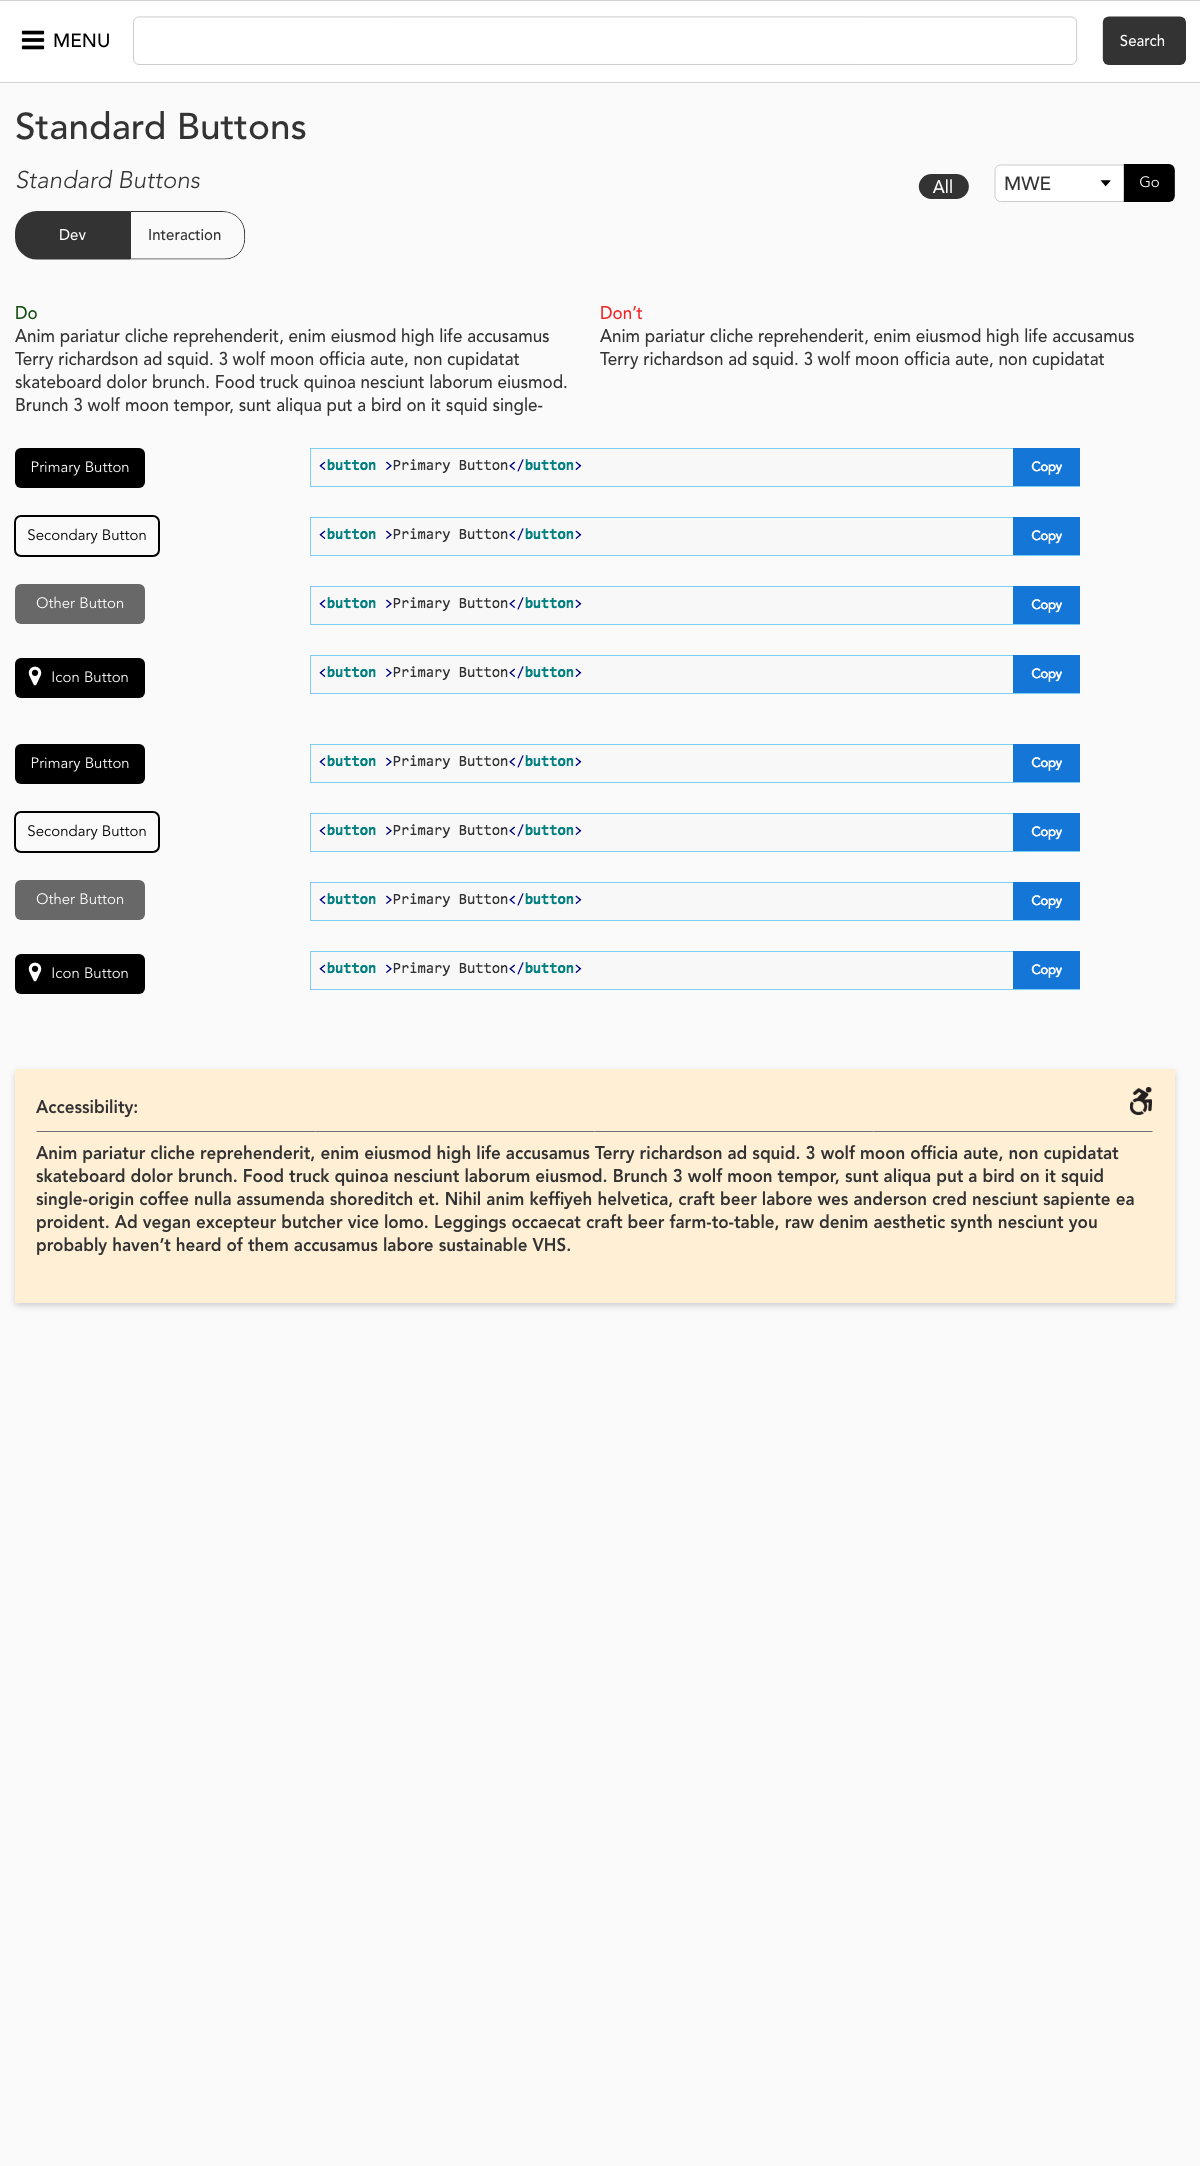 MENU
Search
Standard Buttons
Standard Buttons
All
MWE
Go
Dev
Interaction
Do
Anim pariatur cliche reprehenderit, enim eiusmod high life accusamus
Terry richardson ad squid. 3 wolf moon officia aute, non cupidatat
skateboard dolor brunch. Food truck quinoa nesciunt laborum eiusmod.
Brunch 3 wolf moon tempor, sunt aliqua put a bird on it squid single-
Don’t
Anim pariatur cliche reprehenderit, enim eiusmod high life accusamus
Terry richardson ad squid. 3 wolf moon officia aute, non cupidatat
Primary Button
<button >Primary Button</button>
Copy
Secondary Button
<button >Primary Button</button>
Copy
Other Button
<button >Primary Button</button>
Copy
Icon Button
<button >Primary Button</button>
Copy
Primary Button
<button >Primary Button</button>
Copy
Secondary Button
<button >Primary Button</button>
Copy
Other Button
<button >Primary Button</button>
Copy
Icon Button
<button >Primary Button</button>
Copy
Accessibility:
Anim pariatur cliche reprehenderit, enim eiusmod high life accusamus Terry richardson ad squid. 3 wolf moon officia aute, non cupidatat
skateboard dolor brunch. Food truck quinoa nesciunt laborum eiusmod. Brunch 3 wolf moon tempor, sunt aliqua put a bird on it squid
single-origin coffee nulla assumenda shoreditch et. Nihil anim keffiyeh helvetica, craft beer labore wes anderson cred nesciunt sapiente ea
proident. Ad vegan excepteur butcher vice lomo. Leggings occaecat craft beer farm-to-table, raw denim aesthetic synth nesciunt you
probably haven’t heard of them accusamus labore sustainable VHS.